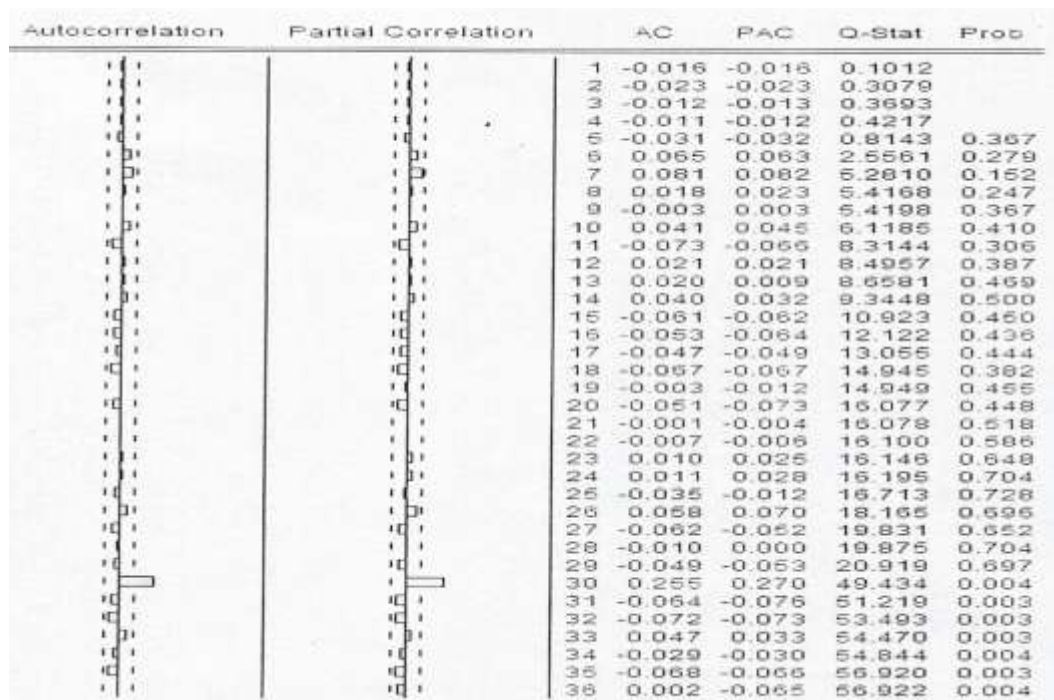 Autocorrelation Partial Correlation AC PAC Q-Stat Prob
1 -0.016 -0.016 0.1012
2 -0.023 -0.023 0.3079
3 -0.012 -0.013 0.3693
4 -0.011 -0.012 0.4217
5 -0.031 -0.032 0.8143 0.367
6 0.065 0.063 2.5561 0.279
7 0.081 0.082 5.2810 0.152
8 0.018 0.023 5.4168 0.247
9 -0.003 0.003 5.4198 0.367
10 0.041 0.045 6.1185 0.410
11 -0.073 -0.066 8.3144 0.306
12 0.021 0.021 8.4957 0.387
13 0.020 0.009 8.6581 0.469
14 0.040 0.032 9.3448 0.500
15 -0.061 -0.062 10.923 0.450
16 -0.053 -0.064 12.122 0.436
17 -0.047 -0.049 13.055 0.444
18 -0.067 -0.067 14.945 0.382
19 -0.003 -0.012 14.949 0.455
20 -0.051 -0.073 16.077 0.448
21 -0.001 -0.004 16.078 0.518
22 -0.007 -0.006 16.100 0.586
23 0.010 0.025 16.146 0.648
24 0.011 0.028 16.195 0.704
25 -0.035 -0.012 16.713 0.728
26 0.058 0.070 18.165 0.696
27 -0.062 -0.052 19.831 0.652
28 -0.010 0.000 19.875 0.704
29 -0.049 -0.053 20.919 0.697
30 0.255 0.270 49.434 0.004
31 -0.064 -0.076 51.219 0.003
32 -0.072 -0.073 53.493 0.003
33 0.047 0.033 54.470 0.003
34 -0.029 -0.030 54.844 0.004
35 -0.068 -0.066 56.920 0.003
36 0.002 -0.065 56.922